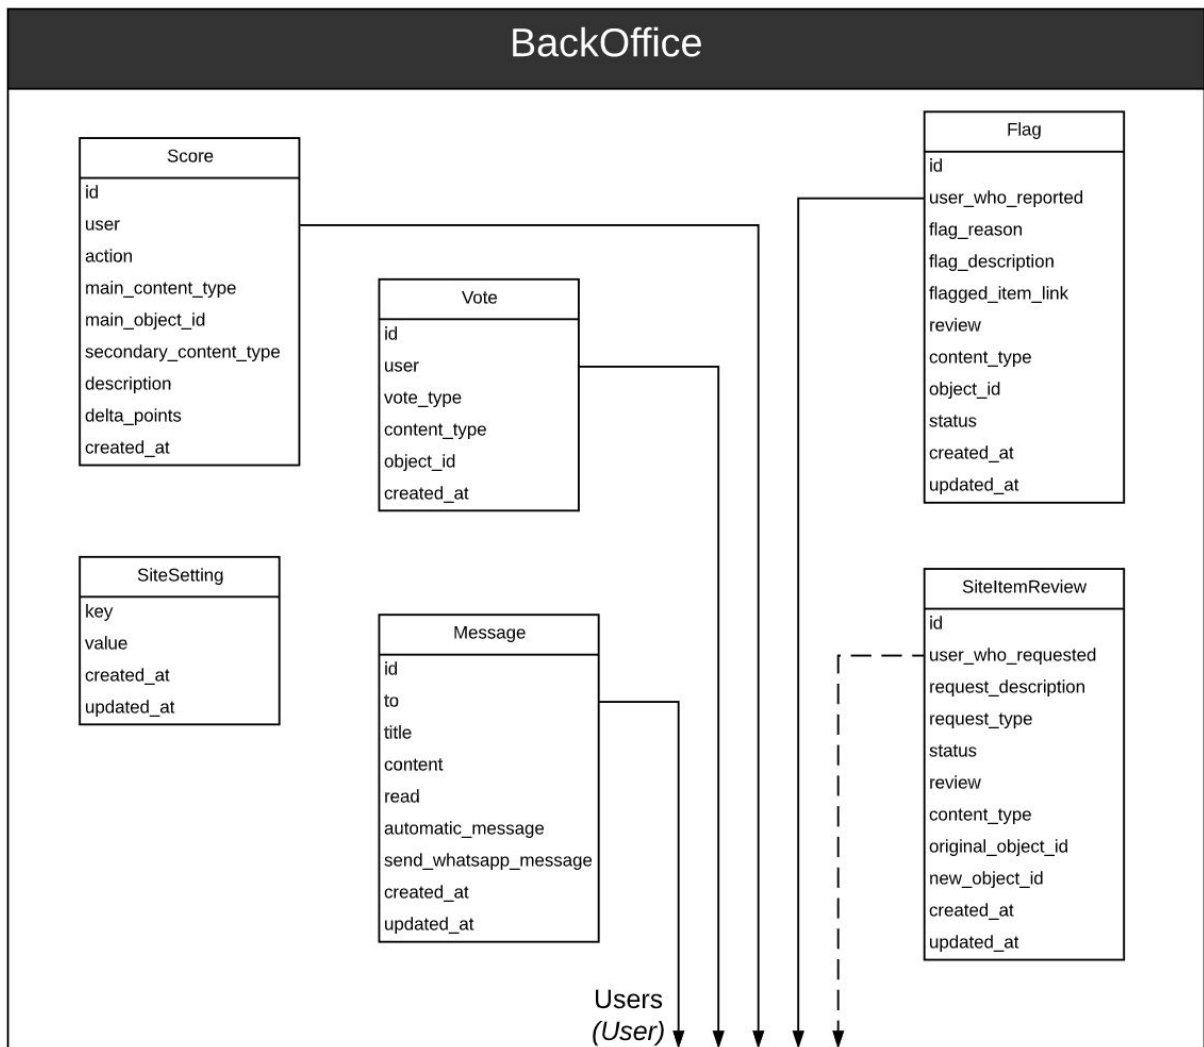 BackOffice
Score
id
user
action
main_content_type
main_object_id
secondary_content_type
description
delta_points
created_at
Vote
id
user
vote_type
content_type
object_id
created_at
Flag
id
user_who_reported
flag_reason
flag_description
flagged_item_link
review
content_type
object_id
status
created_at
updated_at
SiteSetting
key
value
created_at
updated_at
Message
id
to
title
content
read
automatic_message
send_whatsapp_message
created_at
updated_at
SiteItemReview
id
user_who_requested
request_description
request_type
status
review
content_type
original_object_id
new_object_id
created_at
updated_at
Users
(User)